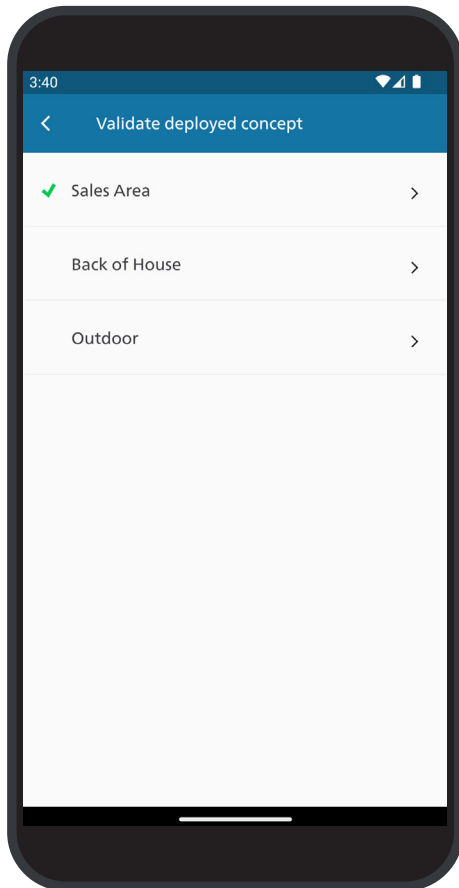 3:40
Validate deployed concept
Sales Area
Back of House
Outdoor